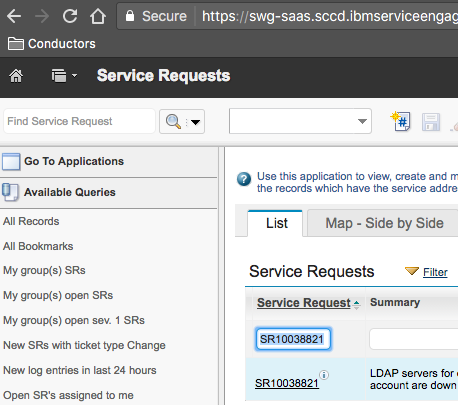 Secure https://swg-saas.sccd.ibmserviceengag
Conductors
Service Requests
Find Service Request
Go To Applications
Available Queries
All Records
All Bookmarks
My group(s) SRs
My group(s) open SRs
My group(s) open sev. 1 SRs
New SRs with ticket type Change
New log entries in last 24 hours
Open SR's assigned to me
Use this application to view, create and m
the records which have the service addre
List Map - Side by Side
Service Requests Filter
Service Request Summary
SR10038821
SR10038821
LDAP servers for
account are down